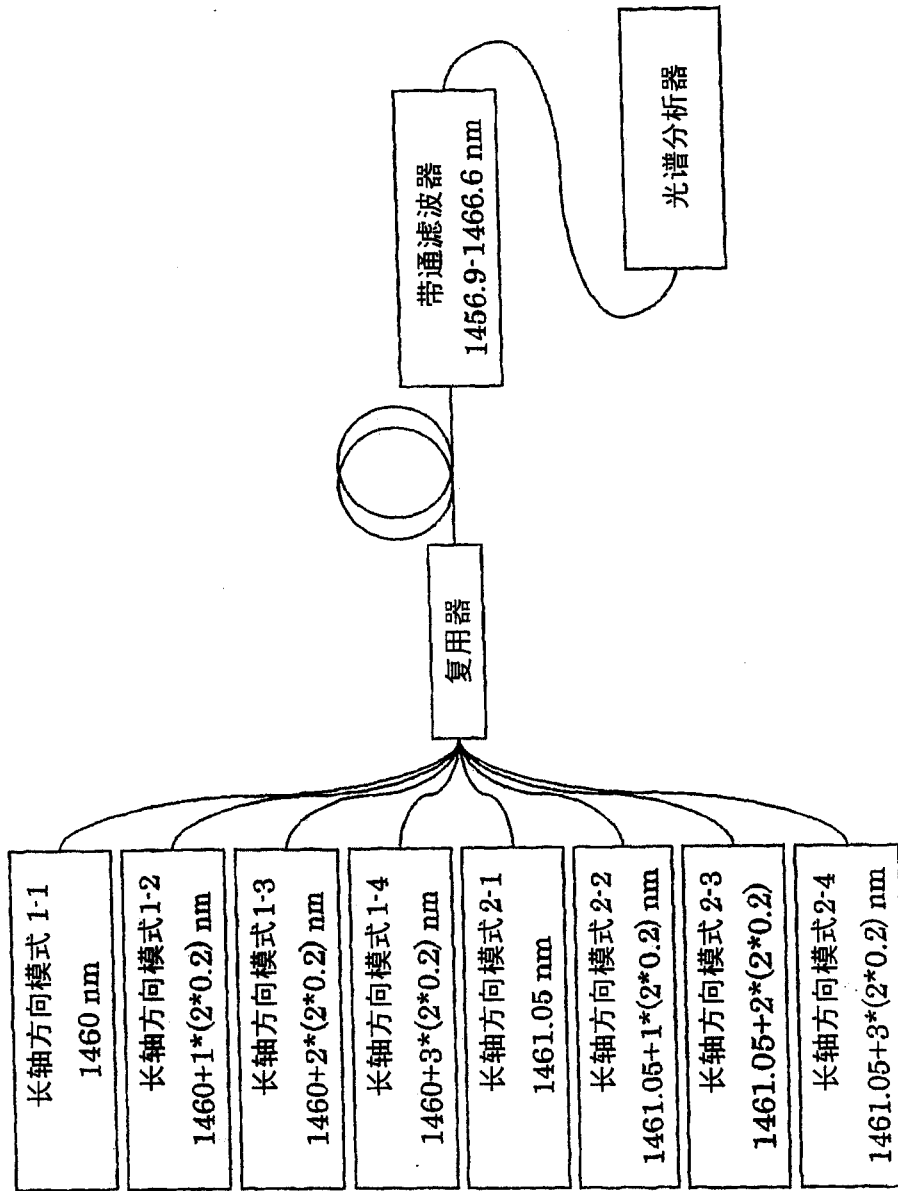 长轴方向模式 1-1
1460 nm
长轴方向模式 1-2
1460+1*(2*0.2) nm
长轴方向模式 1-3
1460+2*(2*0.2) nm
长轴方向模式 1-4
1460+3*(2*0.2) nm
长轴方向模式 2-1
1461.05 nm
长轴方向模式 2-2
1461.05+1*(2*0.2) nm
长轴方向模式 2-3
1461.05+2*(2*0.2)
长轴方向模式 2-4
1461.05+3*(2*0.2) nm
复用器
带通滤波器
1456.9-1466.6 nm
光谱分析器